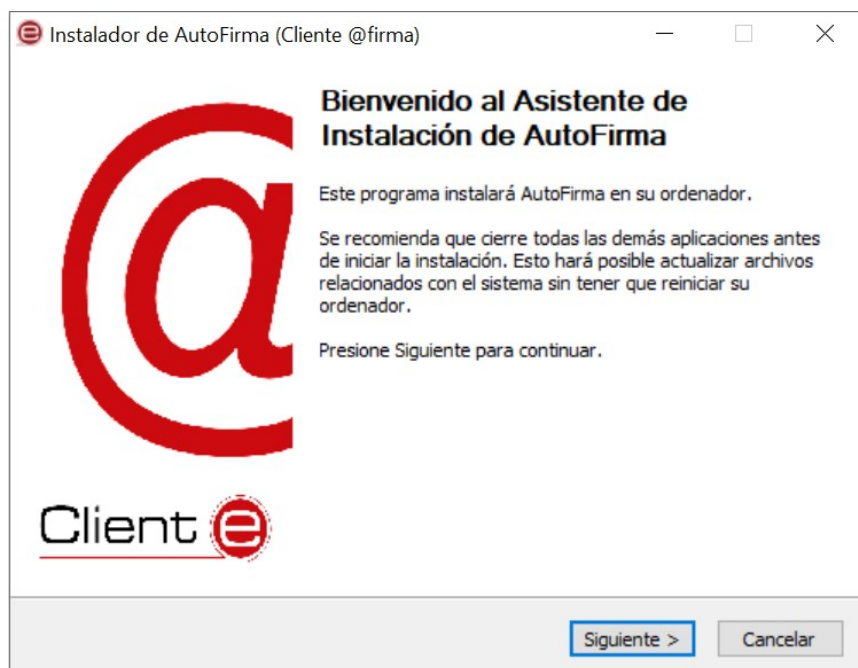 Instalador de AutoFirma (Cliente @firma)
Bienvenido al Asistente de
Instalación de AutoFirma
Este programa instalará AutoFirma en su ordenador.
Se recomienda que cierre todas las demás aplicaciones antes
de iniciar la instalación. Esto hará posible actualizar archivos
relacionados con el sistema sin tener que reiniciar su
ordenador.
Presione Siguiente para continuar.
@
Client e
Siguiente >
Cancelar